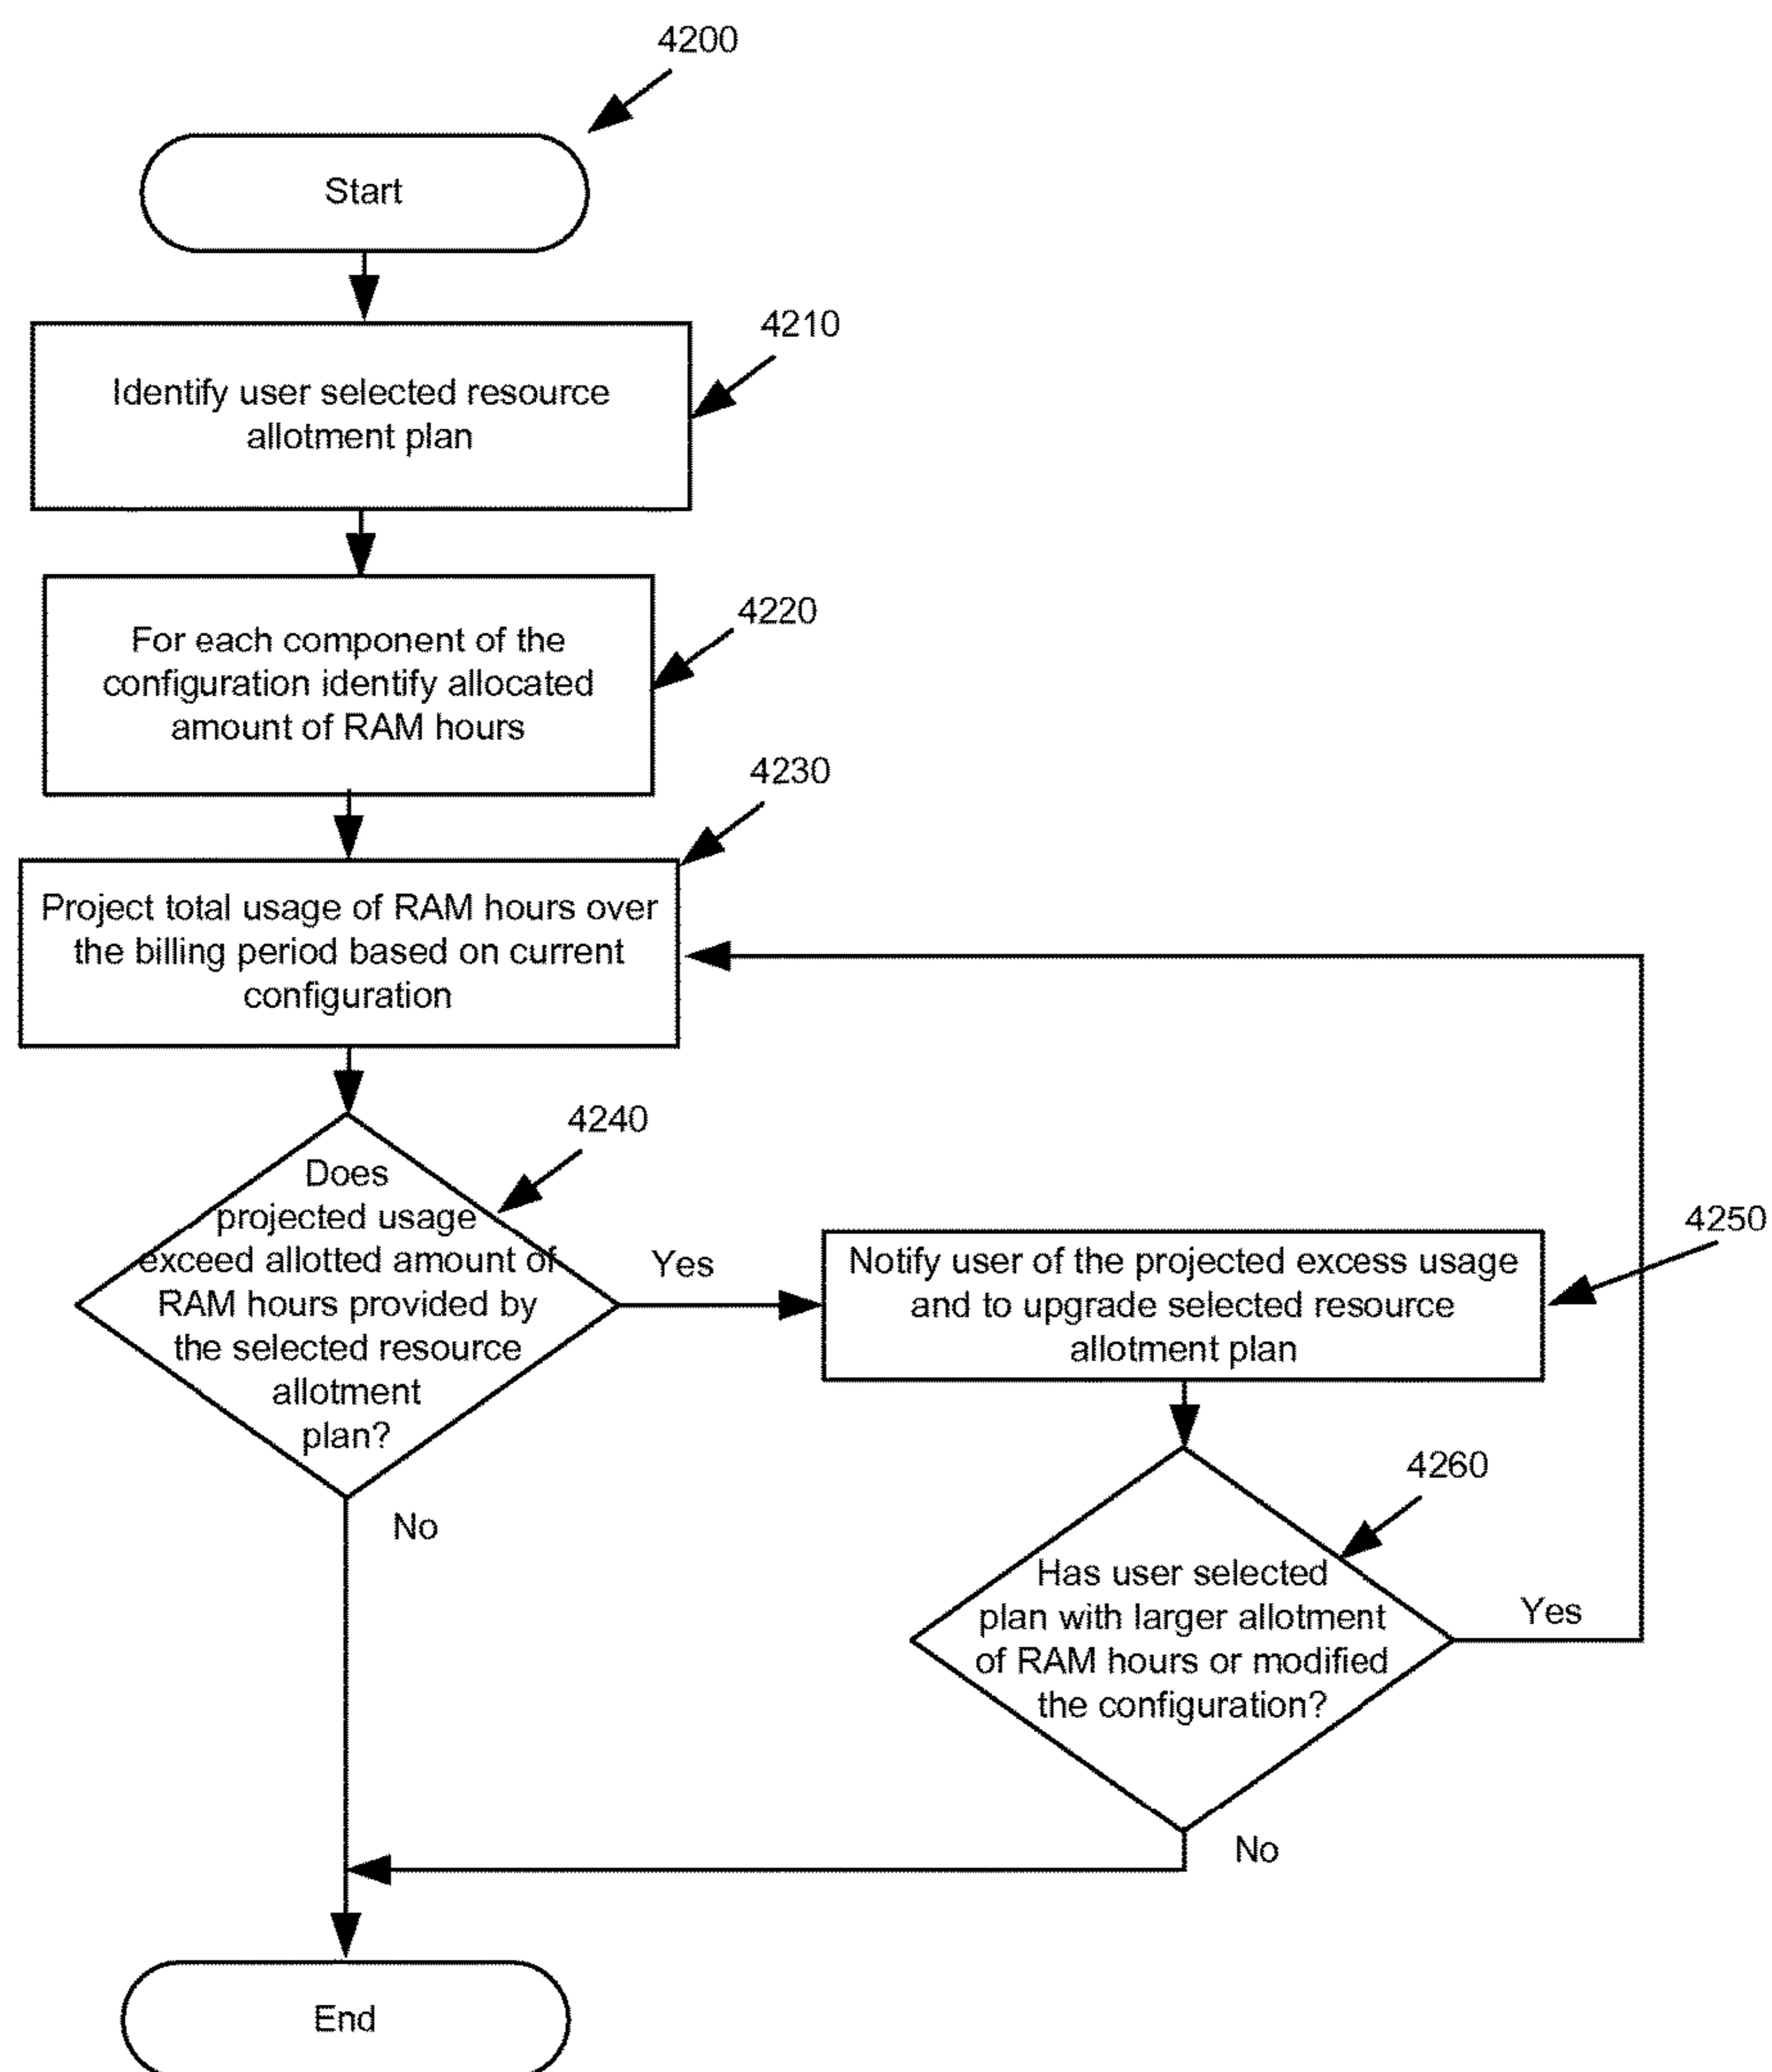 4200
Start
4210
Identify user selected resource
allotment plan
4220
For each component of the
configuration identify allocated
amount of RAM hours
4230
Project total usage of RAM hours over
the billing period based on current
configuration
4240
Does
projected usage
exceed allotted amount of
RAM hours provided by
the selected resource
allotment
plan?
Yes
No
4250
Notify user of the projected excess usage
and to upgrade selected resource
allotment plan
4260
Has user selected
plan with larger allotment
of RAM hours or modified
the configuration?
Yes
No
End